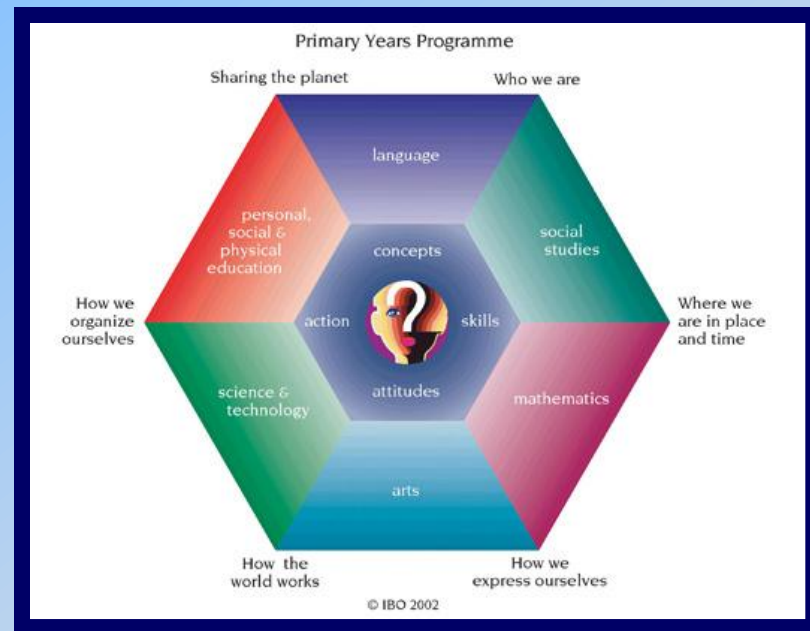 Primary Years Programme
Sharing the planet
Who we are
language
personal,
social &
physical
education
social
studies
concepts
How we
organize
ourselves
action
skills
Where we
are in place
and time
science &
technology
attitudes
mathematics
arts
How the
world works
How we
express ourselves
© IBO 2002